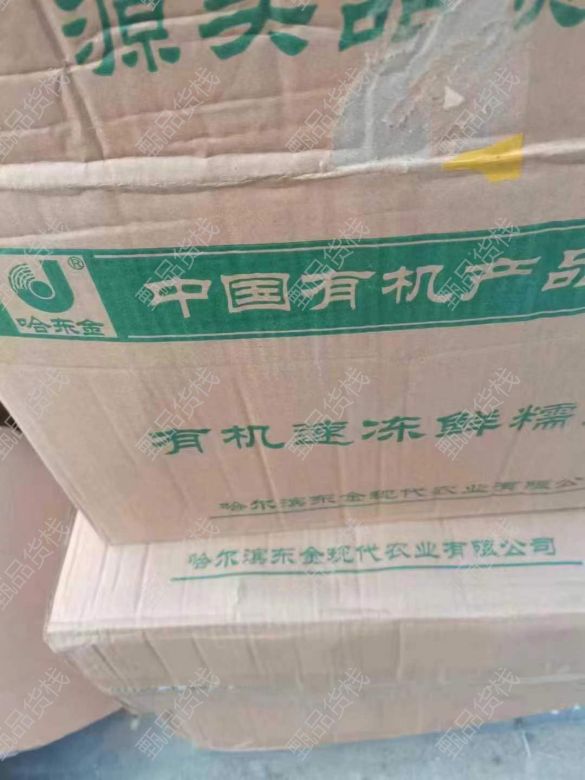 源头品
®
哈东金
中国有机产品
有机速冻鲜糯
哈尔滨东金现代农业有限公
哈尔滨东金现代农业有限公司
甄品货栈